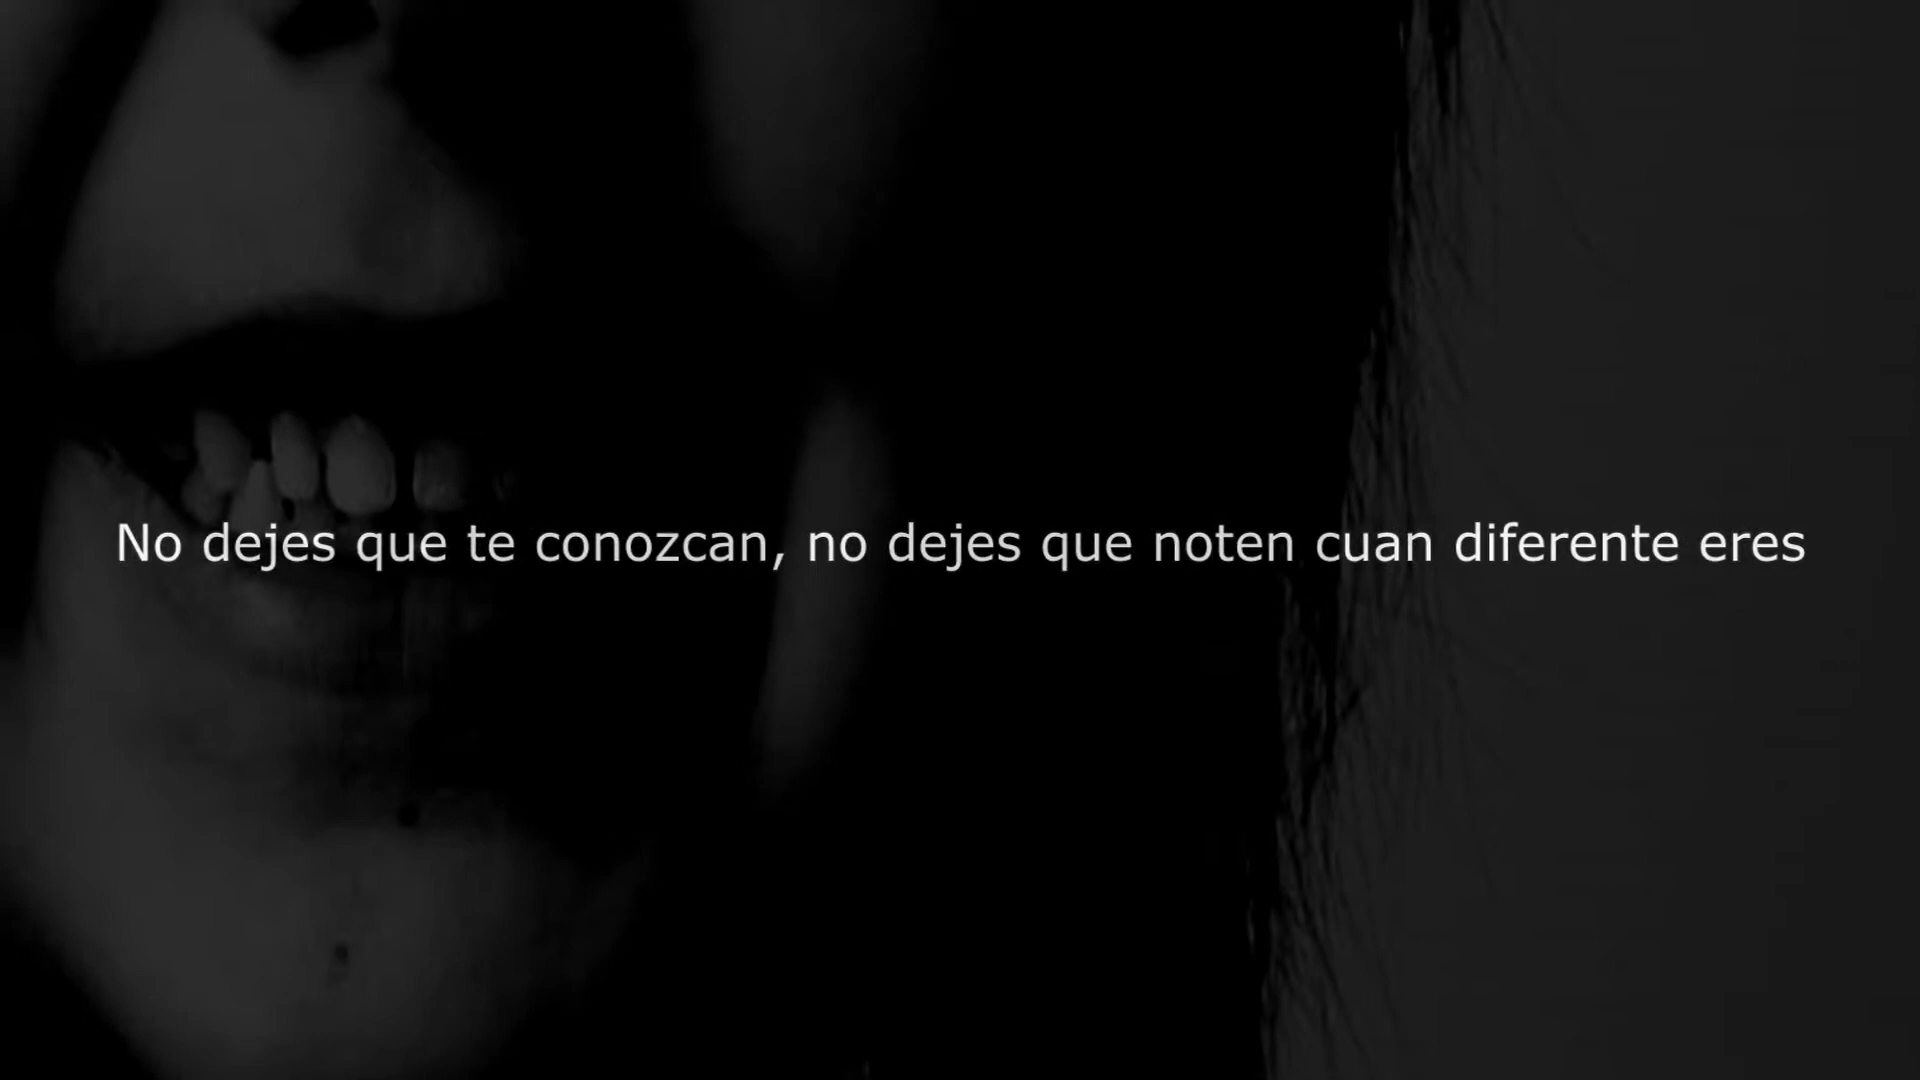 No dejes que te conozcan, no dejes que noten cuan diferente eres